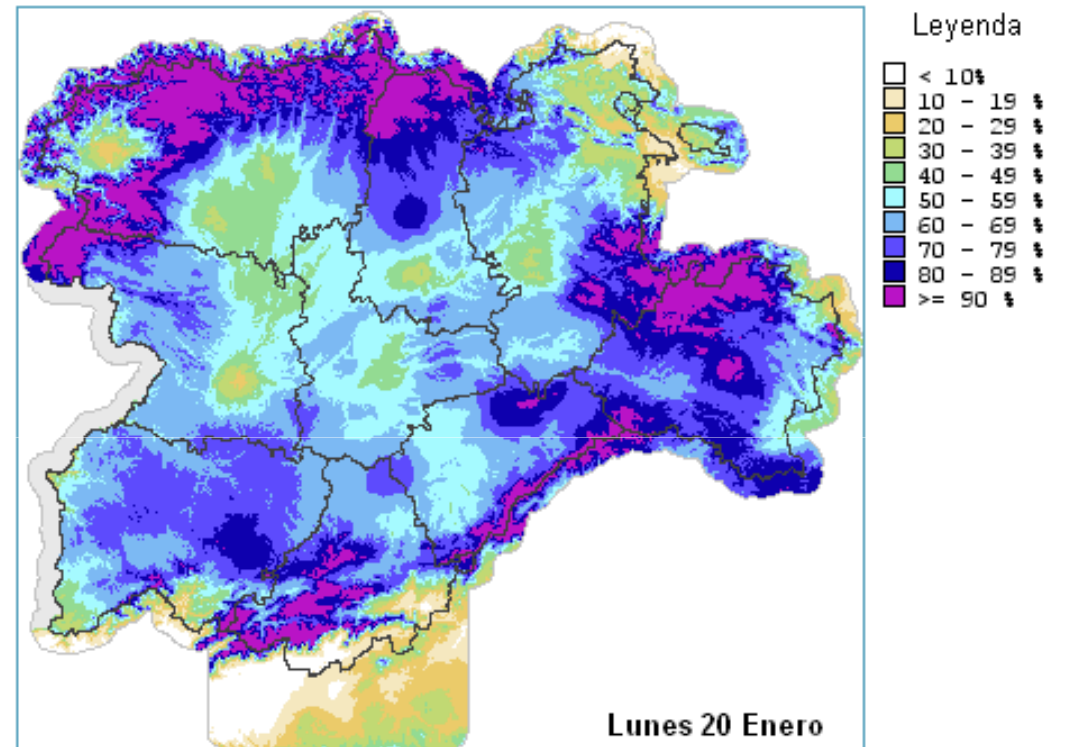 Leyenda
< 10%
10 - 19 %
20 - 29 %
30 - 39 %
40 - 49 %
50 - 59 %
60 - 69 %
70 - 79 %
80 - 89 %
>= 90 %
Lunes 20 Enero